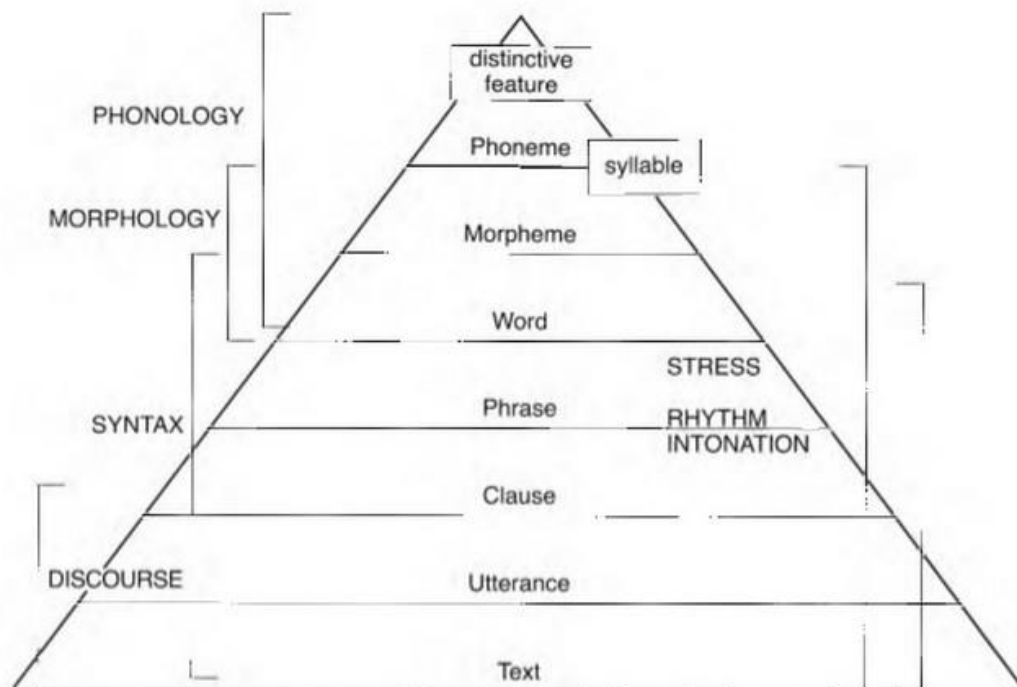 distinctive
feature
PHONOLOGY
Phoneme
syllable
MORPHOLOGY
Morpheme
Word
STRESS
SYNTAX
Phrase
RHYTHM
INTONATION
Clause
DISCOURSE
Utterance
Text